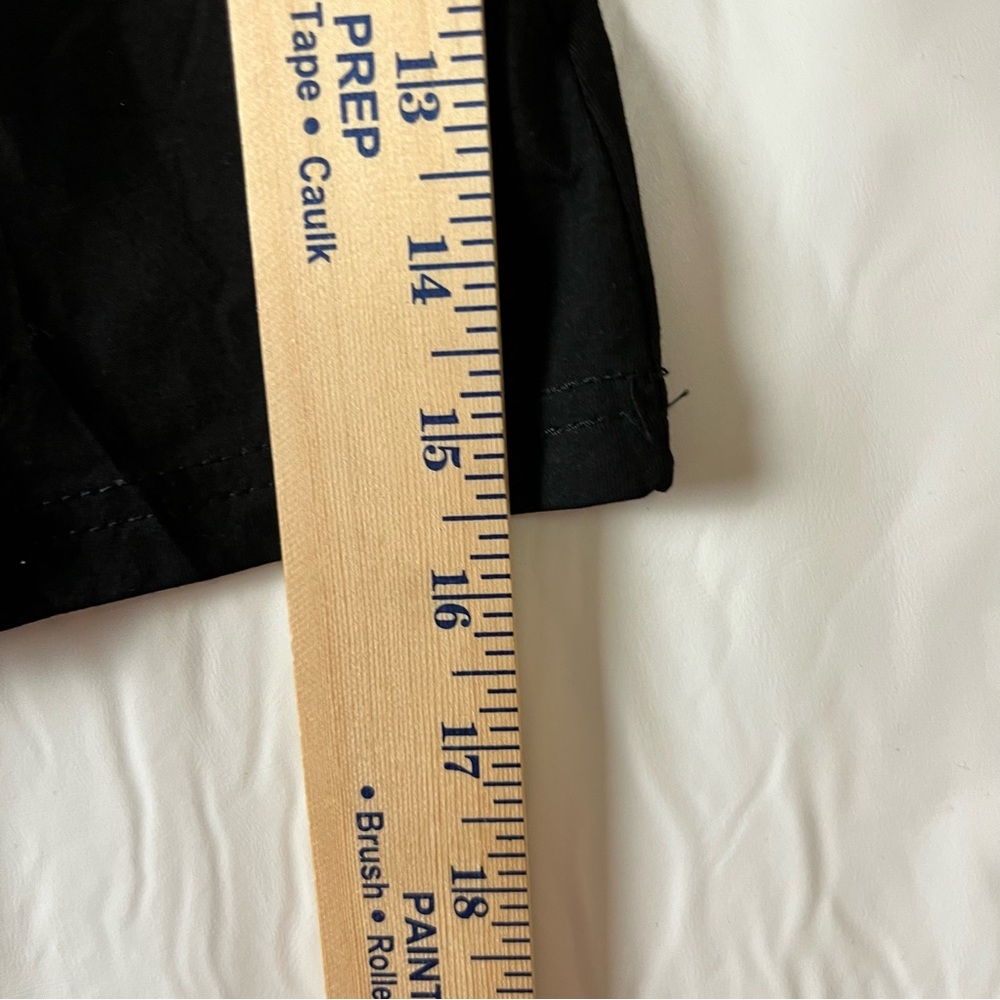 PREP
Tape • Caulk
13
14
15
16
17
18
PAINT
• Brush • Rolle